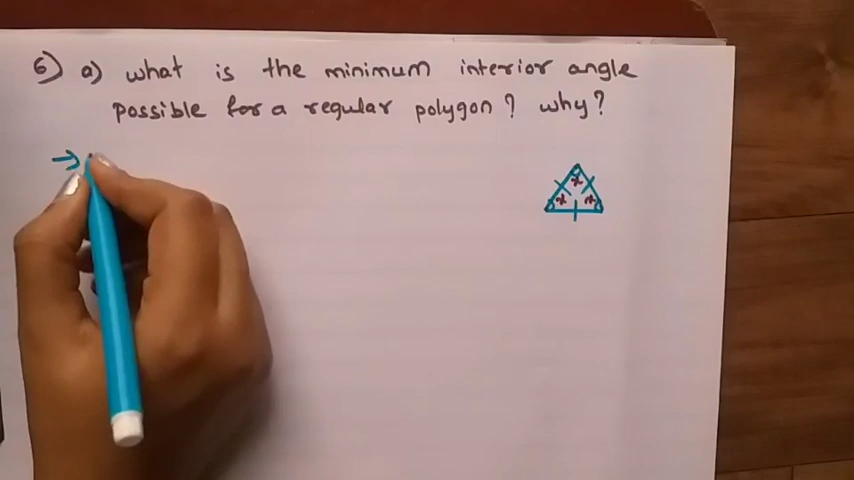 6) a) what is the minimum interior angle
possible for a regular polygon? why?
→
x
x x